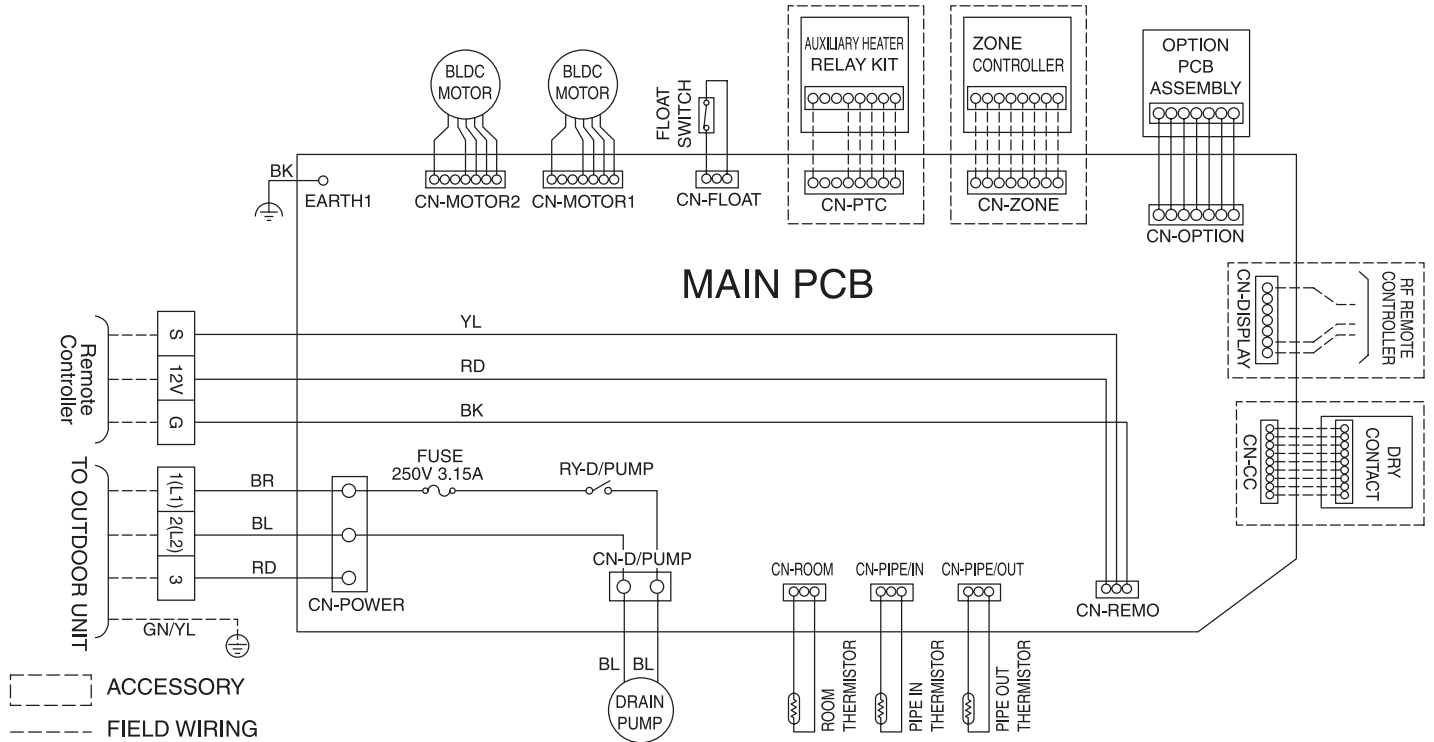 BLDC
MOTOR
BLDC
MOTOR
FLOAT
SWITCH
AUXILIARY HEATER
RELAY KIT
ZONE
CONTROLLER
OPTION
PCB
ASSEMBLY
BK
EARTH1
CN-MOTOR2
CN-MOTOR1
CN-FLOAT
CN-PTC
CN-ZONE
CN-OPTION
MAIN PCB
CN-DISPLAY
RF REMOTE
CONTROLLER
Remote
Controller
S
YL
12V
RD
G
BK
CN-CC
DRY
CONTACT
TO OUTDOOR UNIT
1(L1)
BR
FUSE
250V 3.15A
RY-D/PUMP
2(L2)
BL
3
RD
CN-POWER
GN/YL
CN-D/PUMP
BL
BL
DRAIN
PUMP
CN-ROOM
CN-PIPE/IN
CN-PIPE/OUT
CN-REMO
ROOM
THERMISTOR
PIPE IN
THERMISTOR
PIPE OUT
THERMISTOR
ACCESSORY
FIELD WIRING